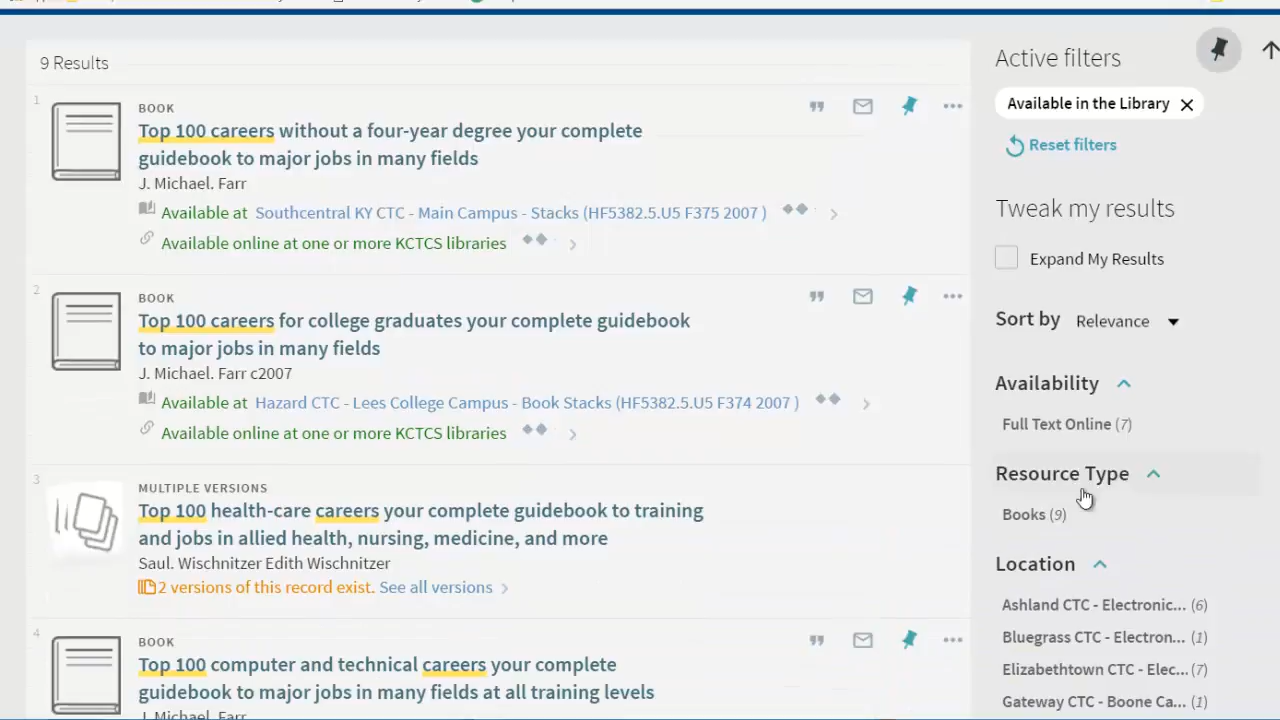 9 Results
1
BOOK
Top 100 careers without a four-year degree your complete
guidebook to major jobs in many fields
J. Michael. Farr
Available at Southcentral KY CTC - Main Campus - Stacks (HF5382.5.U5 F375 2007 )
Available online at one or more KCTCS libraries
2
BOOK
Top 100 careers for college graduates your complete guidebook
to major jobs in many fields
J. Michael. Farr c2007
Available at Hazard CTC - Lees College Campus - Book Stacks (HF5382.5.U5 F374 2007 )
Available online at one or more KCTCS libraries
3
MULTIPLE VERSIONS
Top 100 health-care careers your complete guidebook to training
and jobs in allied health, nursing, medicine, and more
Saul. Wischnitzer Edith Wischnitzer
2 versions of this record exist. See all versions
4
BOOK
Top 100 computer and technical careers your complete
guidebook to major jobs in many fields at all training levels
J. Michael. Farr
Active filters
Available in the Library
Reset filters
Tweak my results
Expand My Results
Sort by Relevance
Availability
Full Text Online (7)
Resource Type
Books (9)
Location
Ashland CTC - Electronic... (6)
Bluegrass CTC - Electron... (1)
Elizabethtown CTC - Elec... (7)
Gateway CTC - Boone Ca... (1)